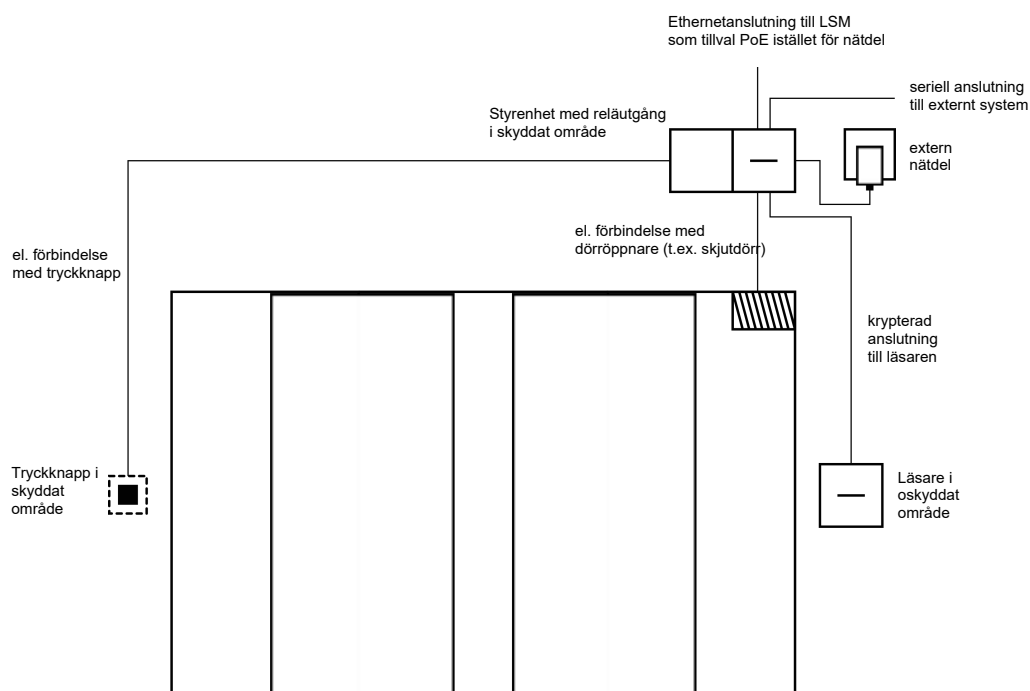 Ethernetanslutning till LSM
som tillval PoE istället för nätdel
seriell anslutning
till externt system
Styrenhet med reläutgång
i skyddat område
extern
nätdel
el. förbindelse med
dörröppnare (t.ex. skjutdörr)
el. förbindelse
med tryckknapp
krypterad
anslutning
till läsaren
Tryckknapp i
skyddat
område
Läsare i
oskyddat
område